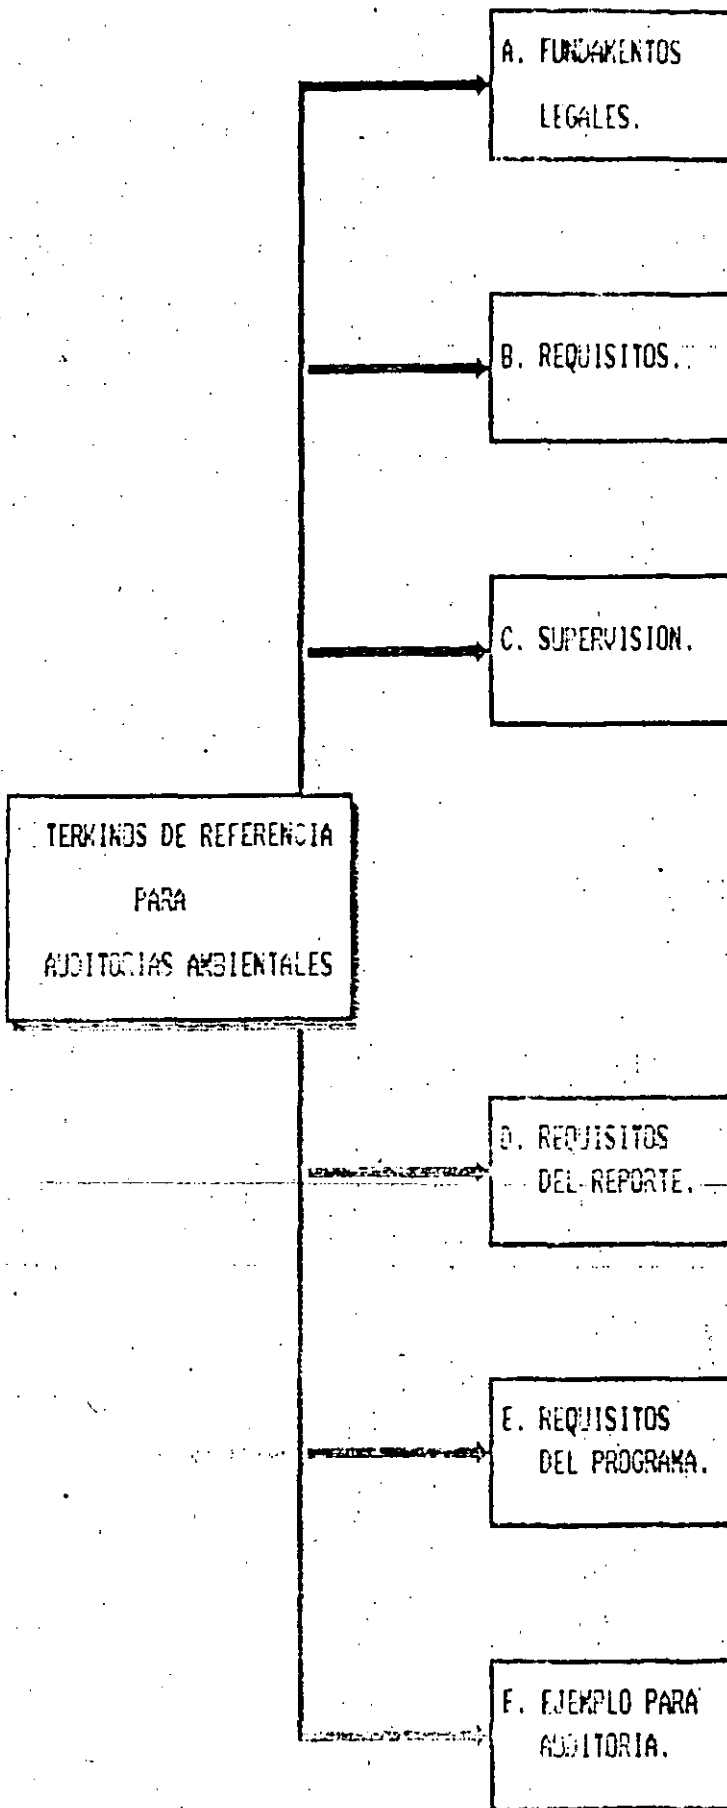 A. FUNDAMENTOS
LEGALES.
B. REQUISITOS.
C. SUPERVISION.
TERMINOS DE REFERENCIA
PARA
AUDITORIAS AMBIENTALES
D. REQUISITOS
DEL REPORTE.
E. REQUISITOS
DEL PROGRAMA.
F. EJEMPLO PARA
AUDITORIA.